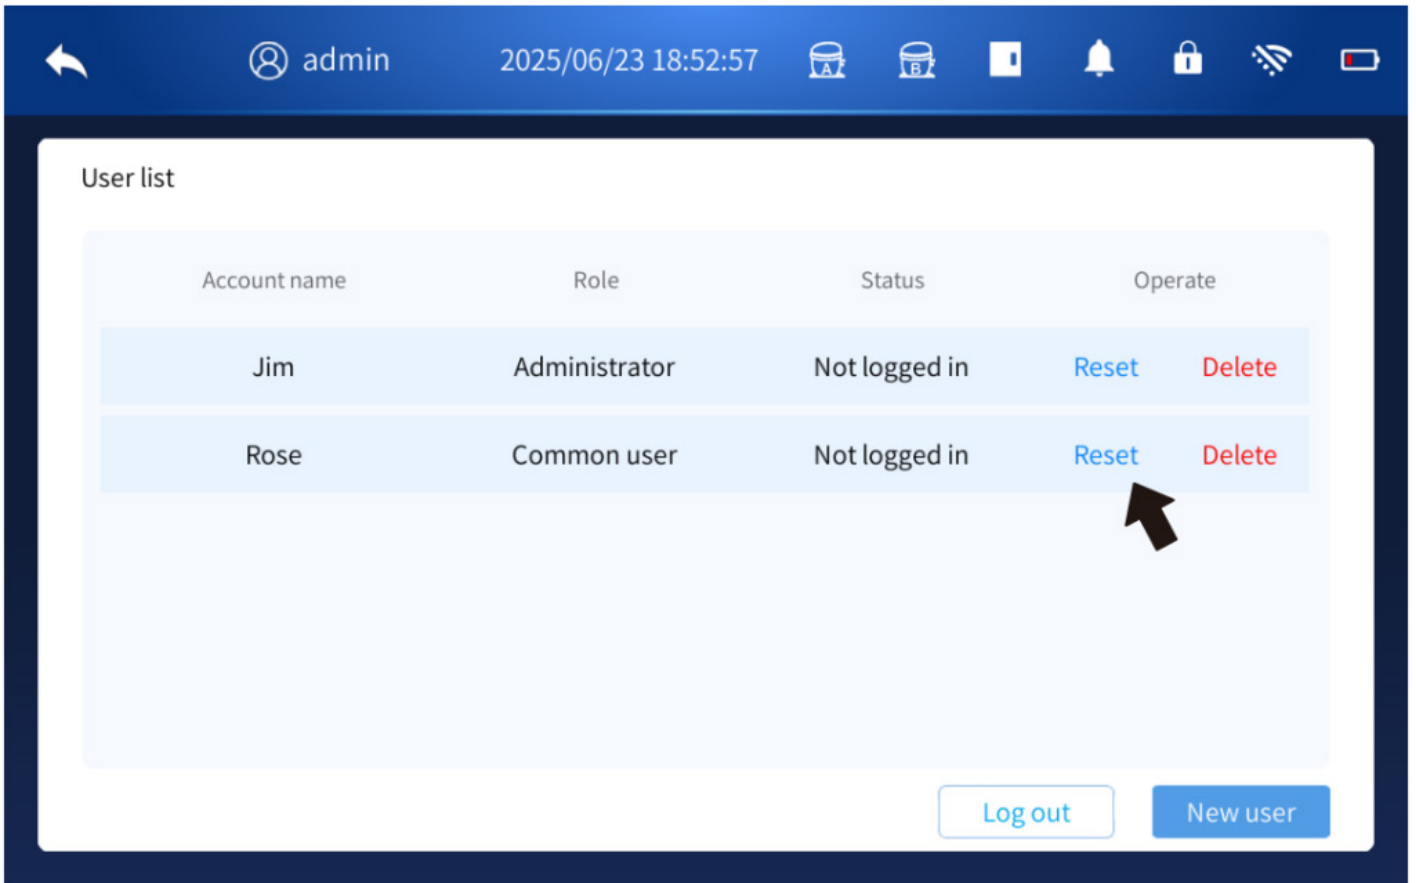 admin 2025/06/23 18:52:57 A B
User list
Account name Role Status Operate
Jim Administrator Not logged in Reset Delete
Rose Common user Not logged in Reset Delete
Log out New user